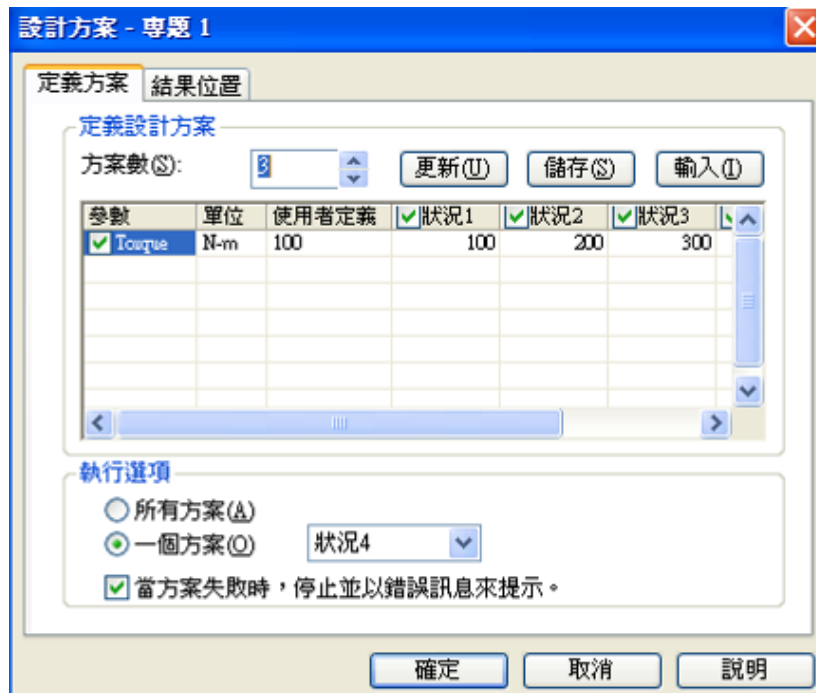 設計方案 - 專題 1
定義方案 結果位置
定義設計方案
方案數(S): 3 更新(U) 儲存(S) 輸入(I)
參數 單位 使用者定義 狀況1 狀況2 狀況3
Torque N-m 100 100 200 300
執行選項
所有方案(A)
一個方案(O) 狀況4
當方案失敗時，停止並以錯誤訊息來提示。
確定 取消 說明